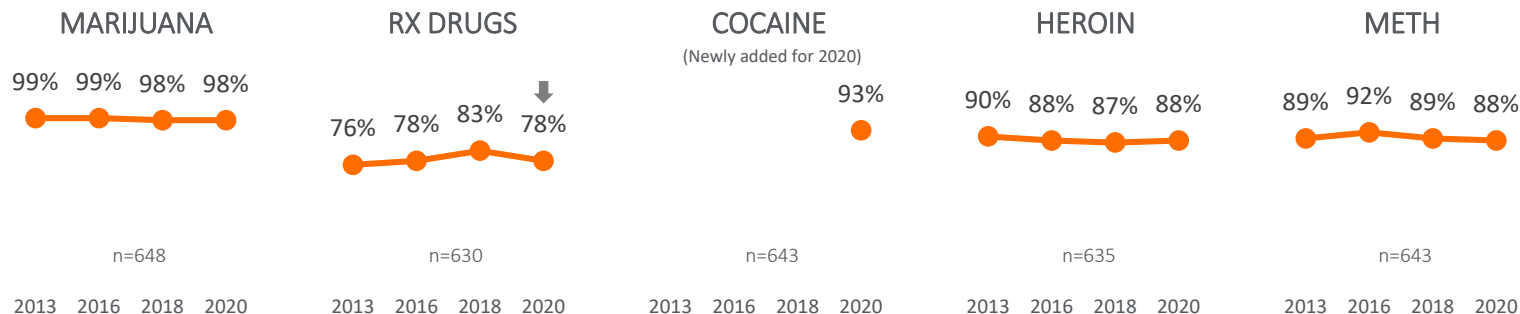 MARIJUANA
99% 99% 98% 98%
n=648
2013 2016 2018 2020
RX DRUGS
76% 78% 83% 78%
n=630
2013 2016 2018 2020
COCAINE
(Newly added for 2020)
93%
n=643
2013 2016 2018 2020
HEROIN
90% 88% 87% 88%
n=635
2013 2016 2018 2020
METH
89% 92% 89% 88%
n=643
2013 2016 2018 2020